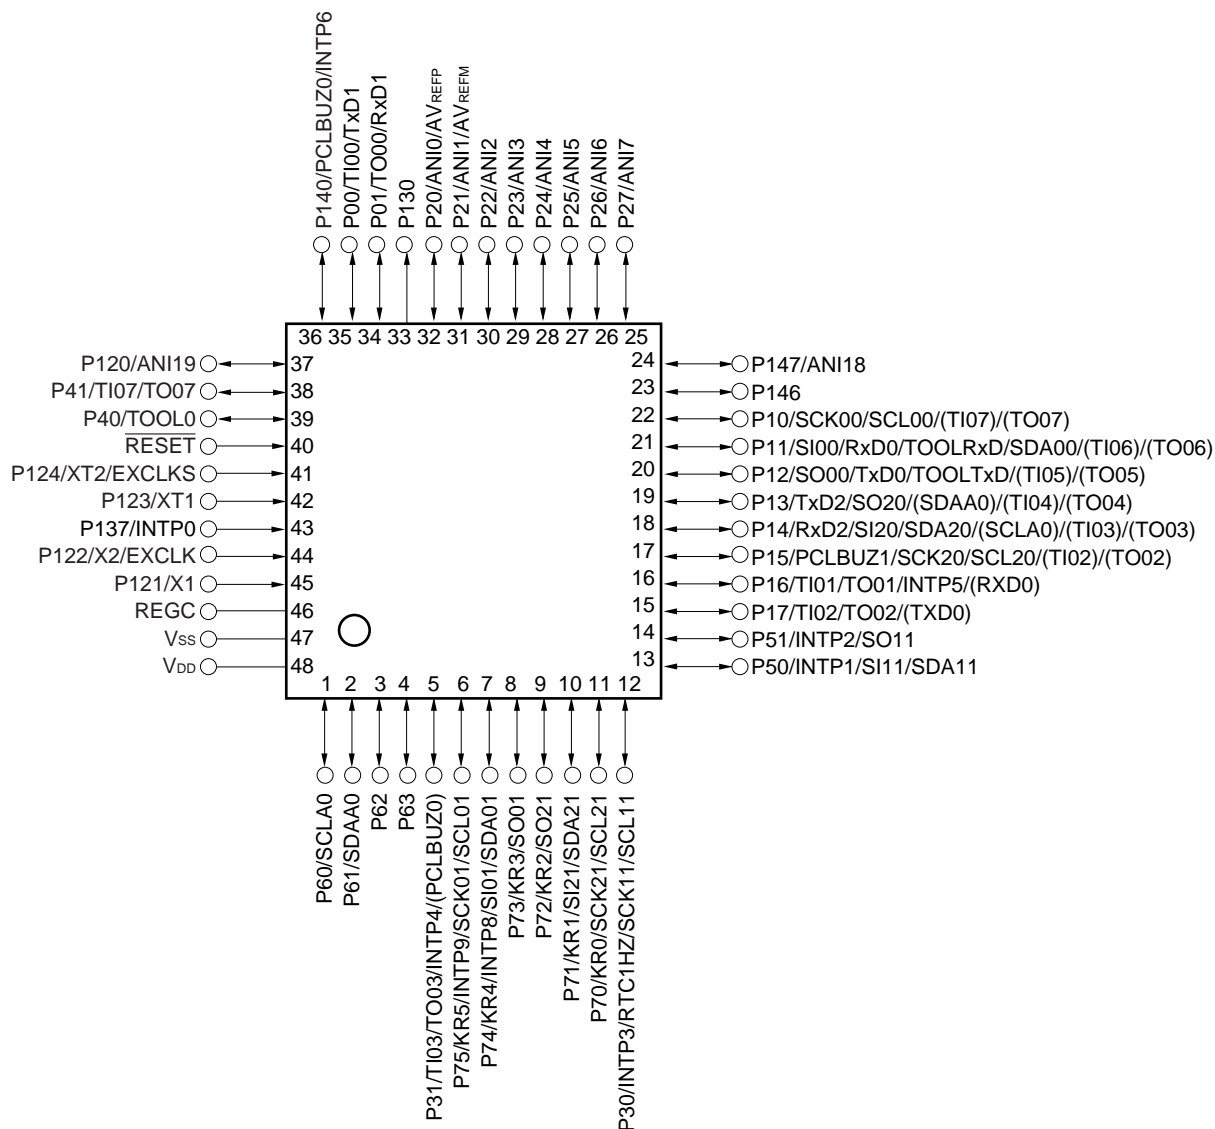 P140/PCLBUZ0/INTP6
P00/TI00/TxD1
P01/TO00/RxD1
P130
P20/ANI0/AVREFP
P21/ANI1/AVREFM
P22/ANI2
P23/ANI3
P24/ANI4
P25/ANI5
P26/ANI6
P27/ANI7
36 35 34 33 32 31 30 29 28 27 26 25
P120/ANI19 37
P41/TI07/TO07 38
P40/TOOL0 39
RESET 40
P124/XT2/EXCLKS 41
P123/XT1 42
P137/INTP0 43
P122/X2/EXCLK 44
P121/X1 45
REGC 46
VSS 47
VDD 48
24 P147/ANI18
23 P146
22 P10/SCK00/SCL00/(TI07)/(TO07)
21 P11/SI00/RxD0/TOOLRxD/SDA00/(TI06)/(TO06)
20 P12/SO00/TxD0/TOOLTxD/(TI05)/(TO05)
19 P13/TxD2/SO20/(SDAA0)/(TI04)/(TO04)
18 P14/RxD2/SI20/SDA20/(SCLA0)/(TI03)/(TO03)
17 P15/PCLBUZ1/SCK20/SCL20/(TI02)/(TO02)
16 P16/TI01/TO01/INTP5/(RXD0)
15 P17/TI02/TO02/(TXD0)
14 P51/INTP2/SO11
13 P50/INTP1/SI11/SDA11
1 2 3 4 5 6 7 8 9 10 11 12
P60/SCLA0
P61/SDAA0
P62
P63
P31/TI03/TO03/INTP4/(PCLBUZ0)
P75/KR5/INTP9/SCK01/SCL01
P74/KR4/INTP8/SI01/SDA01
P73/KR3/SO01
P72/KR2/SO21
P71/KR1/SI21/SDA21
P70/KR0/SCK21/SCL21
P30/INTP3/RTC1HZ/SCK11/SCL11